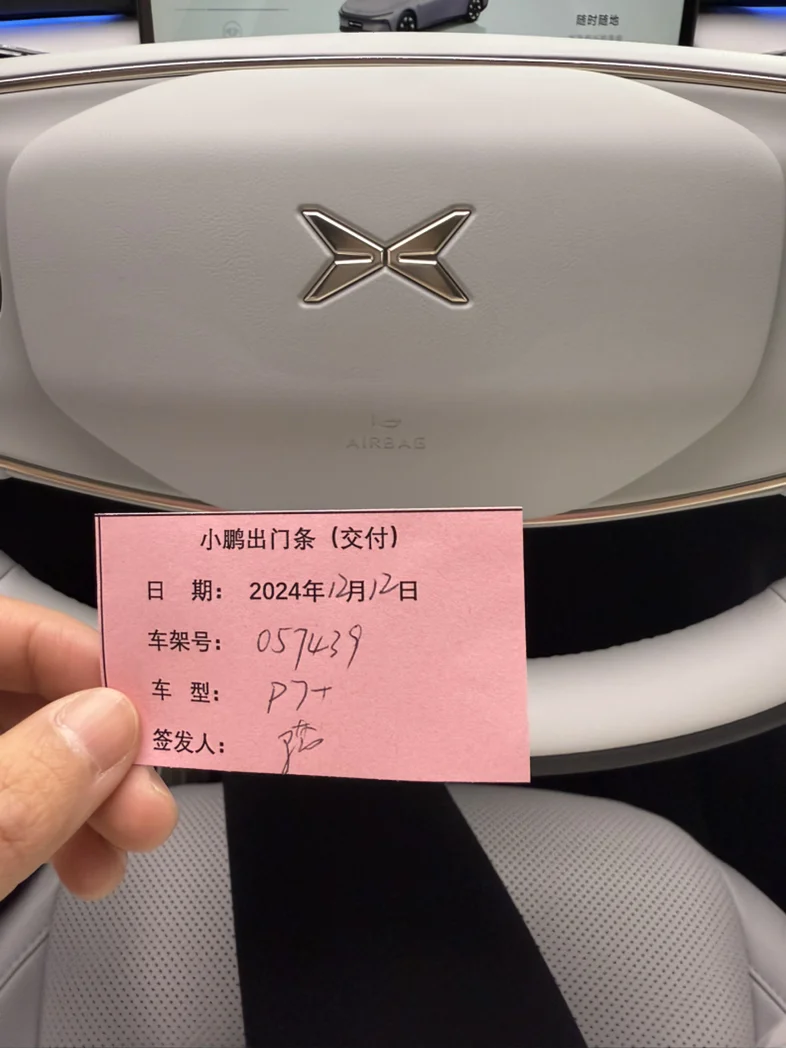 随时随地
AIRBAG
小鹏出门条（交付）
日 期： 2024年12月12日
车架号： 057439
车 型： P7+
签发人：